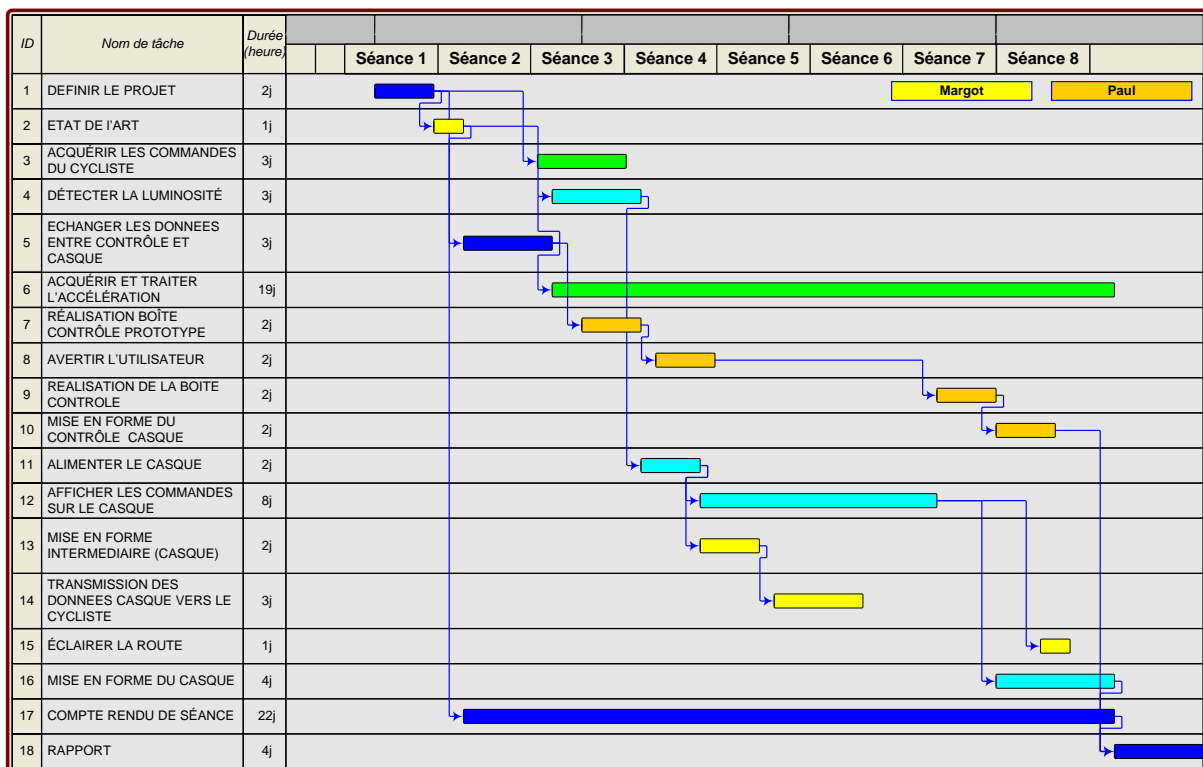 ID
Nom de tâche
Durée
(heure)
Séance 1
Séance 2
Séance 3
Séance 4
Séance 5
Séance 6
Séance 7
Séance 8
Margot
Paul
1
DEFINIR LE PROJET
2j
2
ETAT DE l'ART
1j
3
ACQUÉRIR LES COMMANDES
DU CYCLISTE
3j
4
DÉTECTER LA LUMINOSITÉ
3j
5
ECHANGER LES DONNEES
ENTRE CONTRÔLE ET
CASQUE
3j
6
ACQUÉRIR ET TRAITER
L'ACCÉLÉRATION
19j
7
RÉALISATION BOÎTE
CONTRÔLE PROTOTYPE
2j
8
AVERTIR L'UTILISATEUR
2j
9
REALISATION DE LA BOITE
CONTROLE
2j
10
MISE EN FORME DU
CONTRÔLE CASQUE
2j
11
ALIMENTER LE CASQUE
2j
12
AFFICHER LES COMMANDES
SUR LE CASQUE
8j
13
MISE EN FORME
INTERMEDIAIRE (CASQUE)
2j
14
TRANSMISSION DES
DONNEES CASQUE VERS LE
CYCLISTE
3j
15
ÉCLAIRER LA ROUTE
1j
16
MISE EN FORME DU CASQUE
4j
17
COMPTE RENDU DE SÉANCE
22j
18
RAPPORT
4j